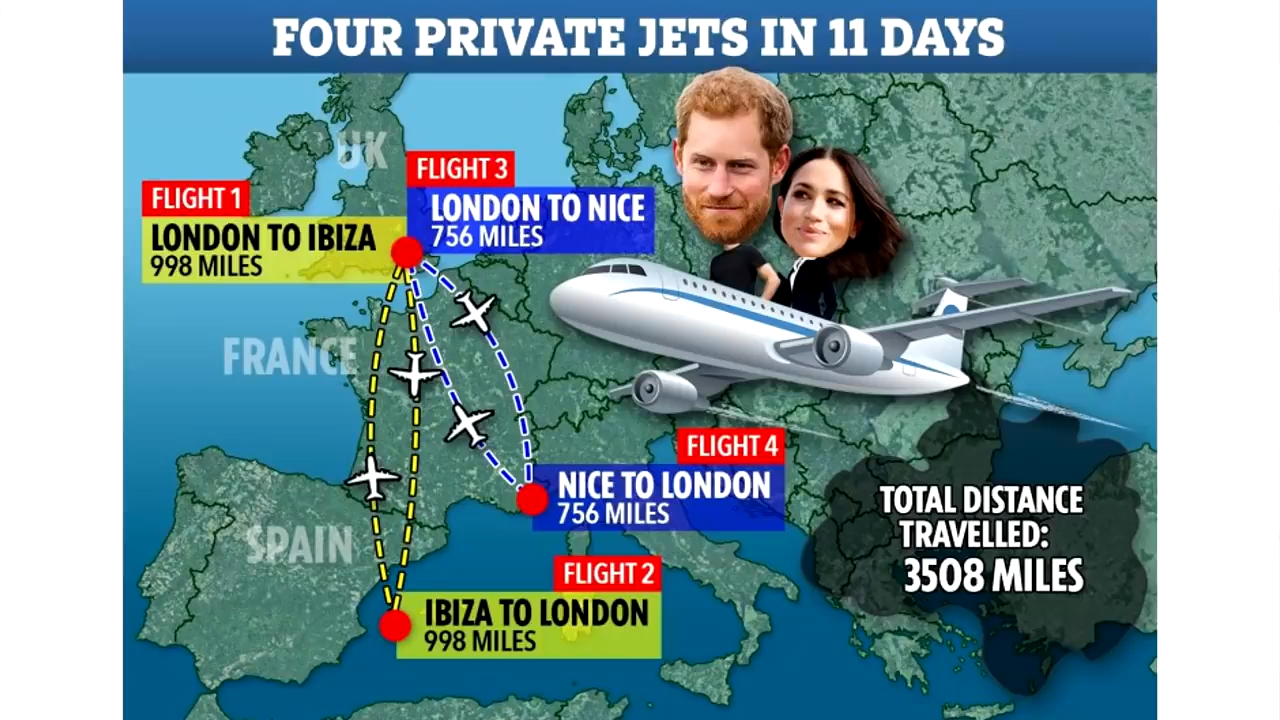 FOUR PRIVATE JETS IN 11 DAYS
UK
FLIGHT 3
LONDON TO NICE
756 MILES
FLIGHT 1
LONDON TO IBIZA
998 MILES
FRANCE
FLIGHT 4
NICE TO LONDON
756 MILES
SPAIN
TOTAL DISTANCE
TRAVELLED:
3508 MILES
FLIGHT 2
IBIZA TO LONDON
998 MILES